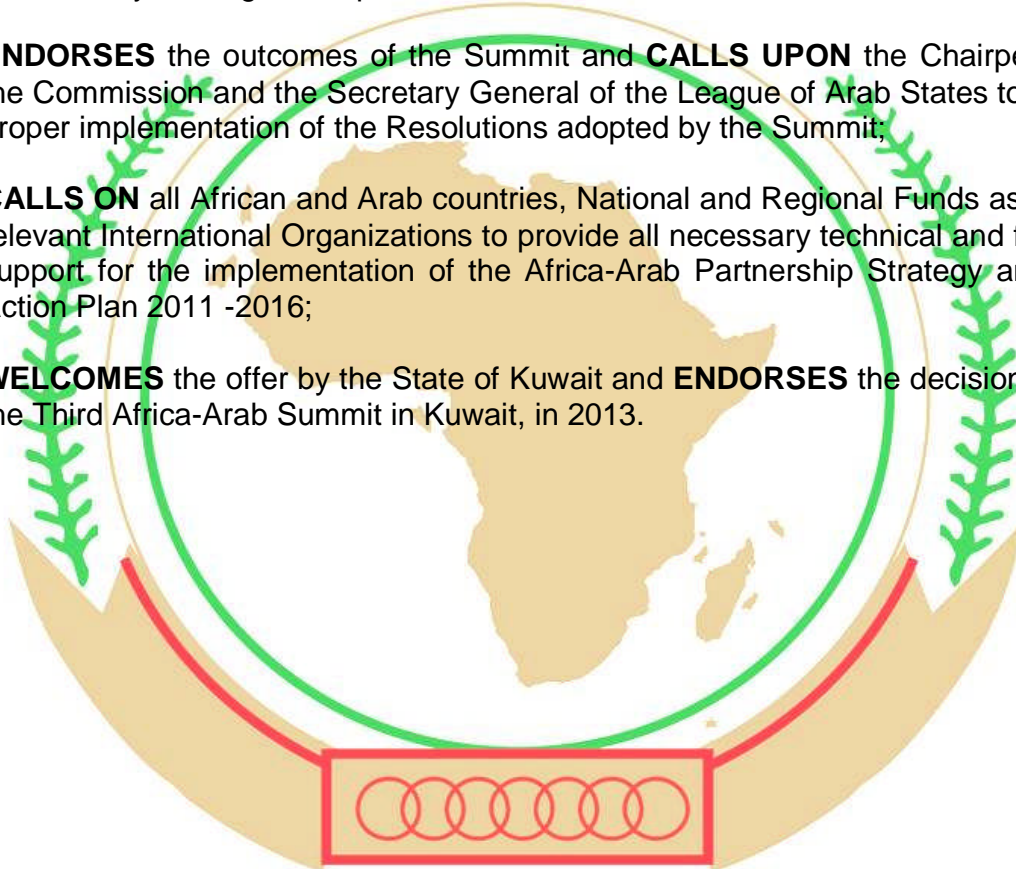 NDORSES the outcomes of the Summit and CALLS UPON the Chairpe
he Commission and the Secretary General of the League of Arab States to
roper implementation of the Resolutions adopted by the Summit;
CALLS ON all African and Arab countries, National and Regional Funds as
elevant International Organizations to provide all necessary technical and f
upport for the implementation of the Africa-Arab Partnership Strategy an
ction Plan 2011 -2016;
WELCOMES the offer by the State of Kuwait and ENDORSES the decision
he Third Africa-Arab Summit in Kuwait, in 2013.